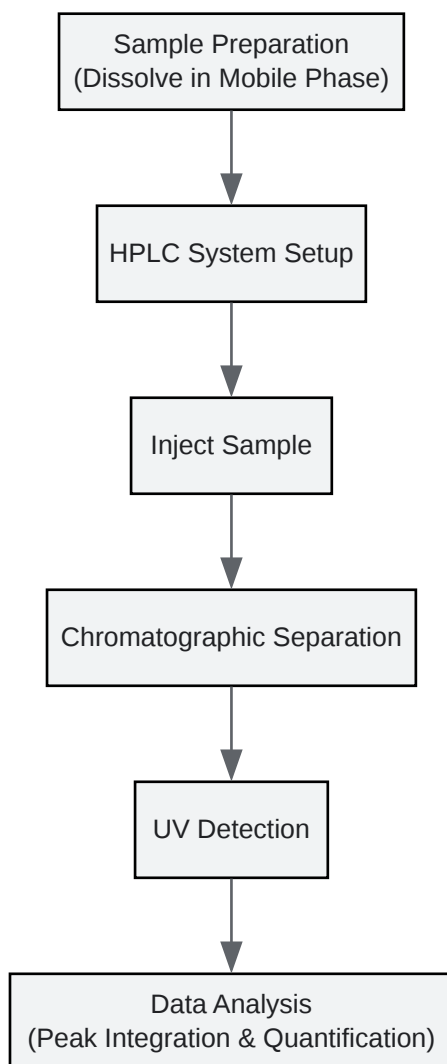 Sample Preparation
(Dissolve in Mobile Phase)
HPLC System Setup
Inject Sample
Chromatographic Separation
UV Detection
Data Analysis
(Peak Integration & Quantification)